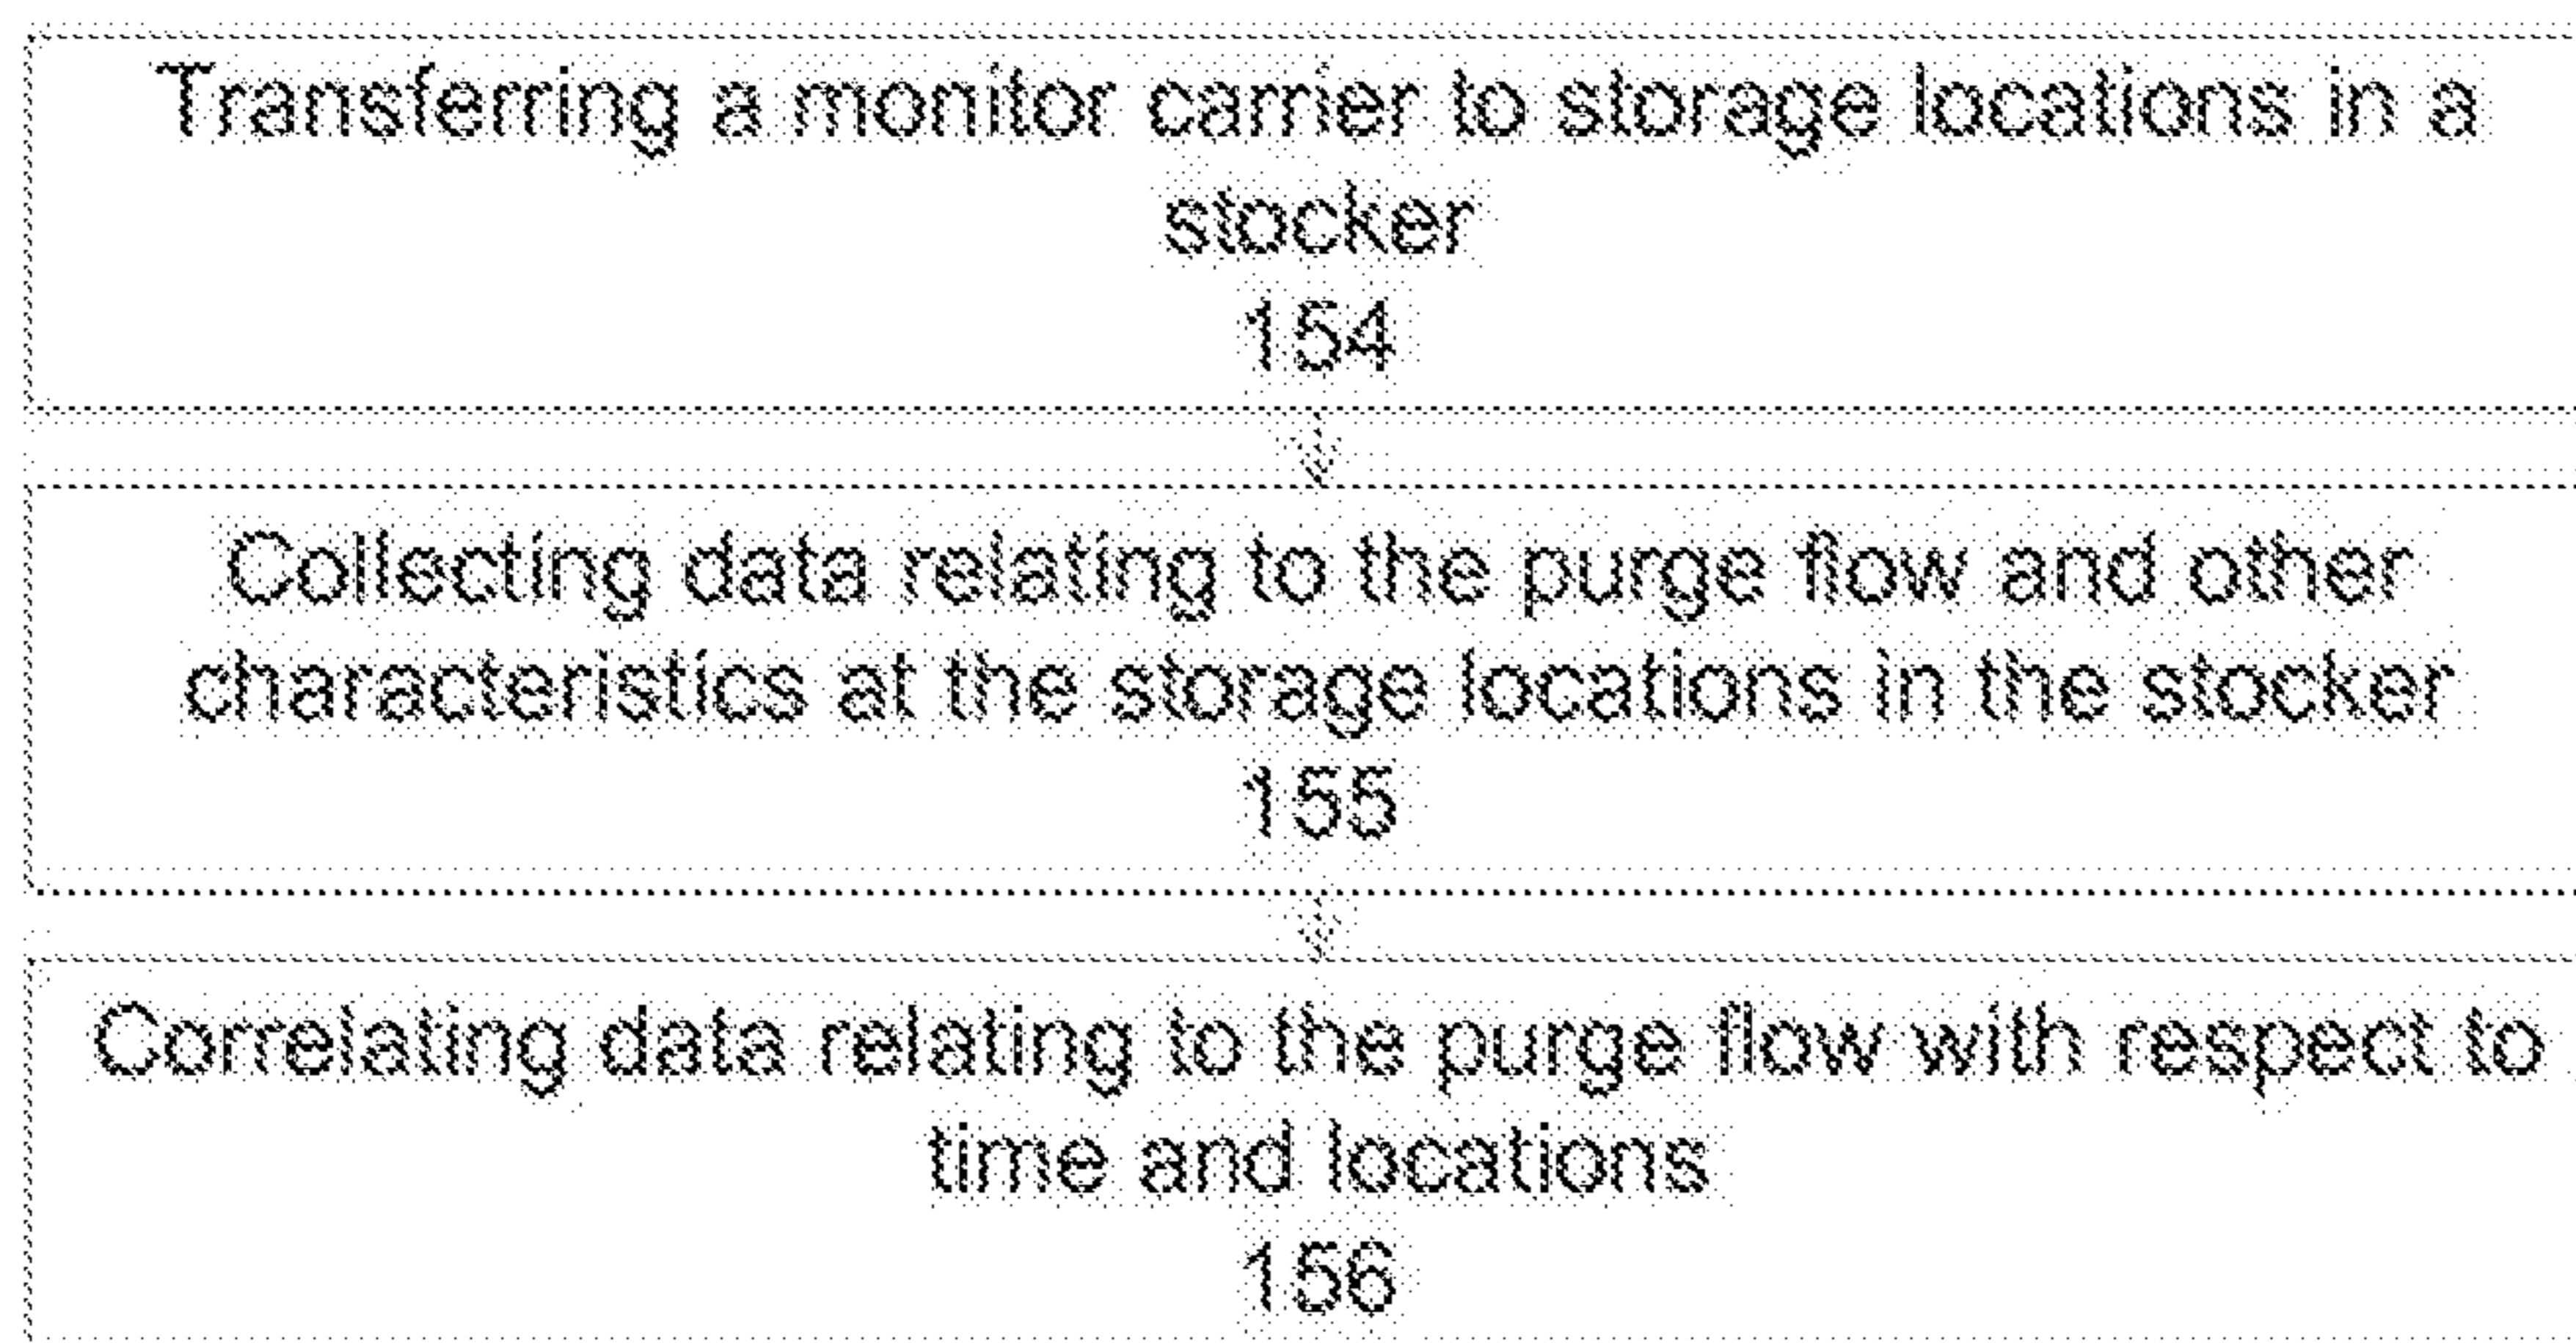 Transferring a monitor carrier to storage locations in a
stocker
154
Collecting data relating to the purge flow and other
characteristics at the storage locations in the stocker
155
Correlating data relating to the purge flow with respect to
time and locations
156